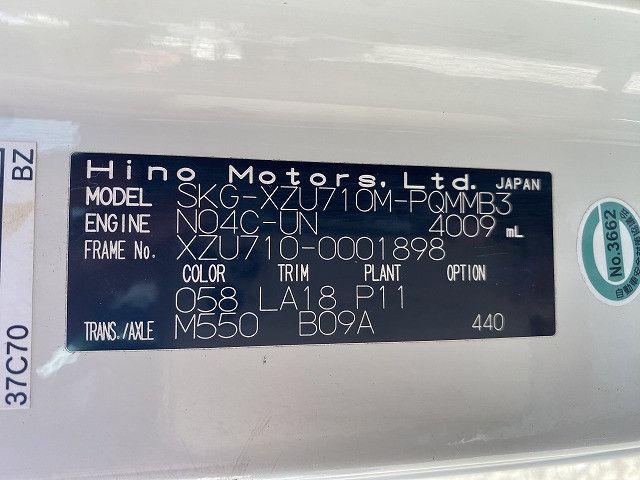 Hino Motors, Ltd. JAPAN
MODEL SKG-XZU710M-PQMMB3
ENGINE N04C-UN 4009 mL
FRAME No. XZU710-0001898
COLOR TRIM PLANT OPTION
058 LA18 P11
TRANS./AXLE M550 B09A 440
37C70 BZ
No.3662